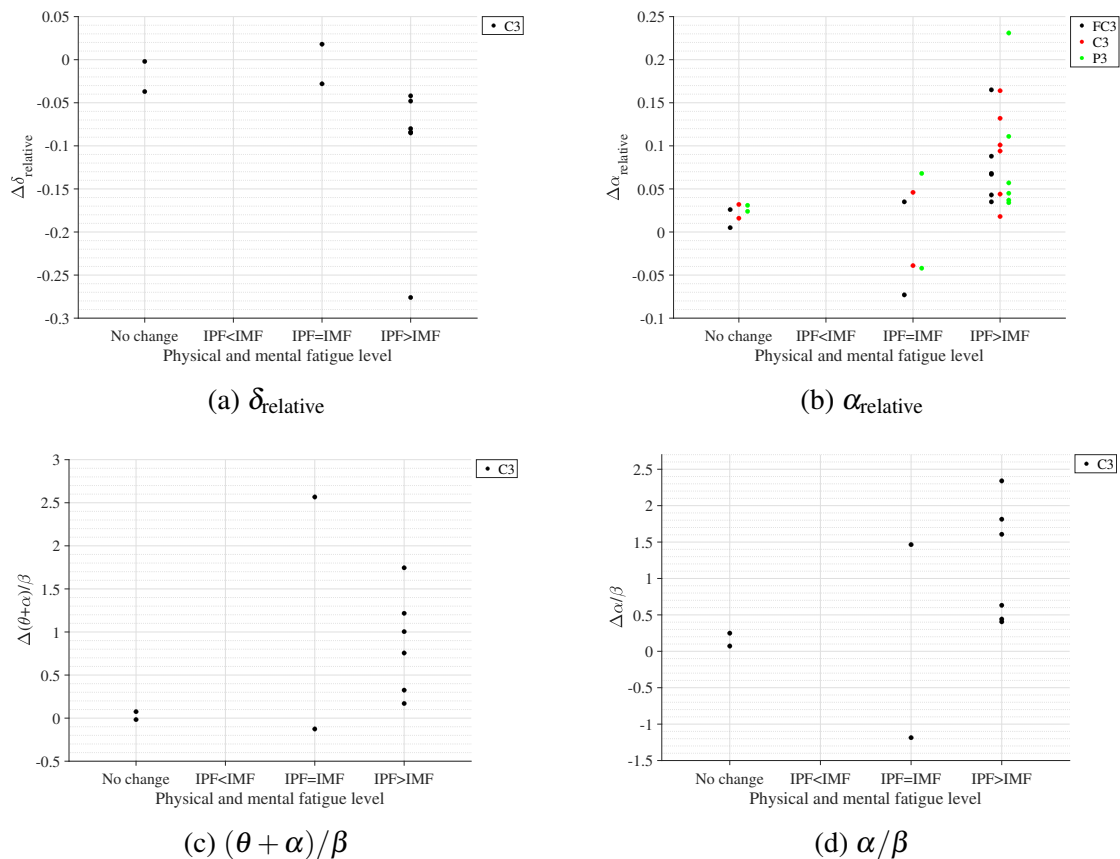 0.05
0
-0.05
-0.1
-0.15
-0.2
-0.25
-0.3
Δδrelative
No change IPF<IMF IPF=IMF IPF>IMF
Physical and mental fatigue level
C3
(a) δrelative
0.25
0.2
0.15
0.1
0.05
0
-0.05
-0.1
Δαrelative
No change IPF<IMF IPF=IMF IPF>IMF
Physical and mental fatigue level
FC3
C3
P3
(b) αrelative
3
2.5
2
1.5
1
0.5
0
-0.5
Δ(θ+α)/β
No change IPF<IMF IPF=IMF IPF>IMF
Physical and mental fatigue level
C3
(c) (θ + α)/β
2.5
2
1.5
1
0.5
0
-0.5
-1
-1.5
Δα/β
No change IPF<IMF IPF=IMF IPF>IMF
Physical and mental fatigue level
C3
(d) α/β